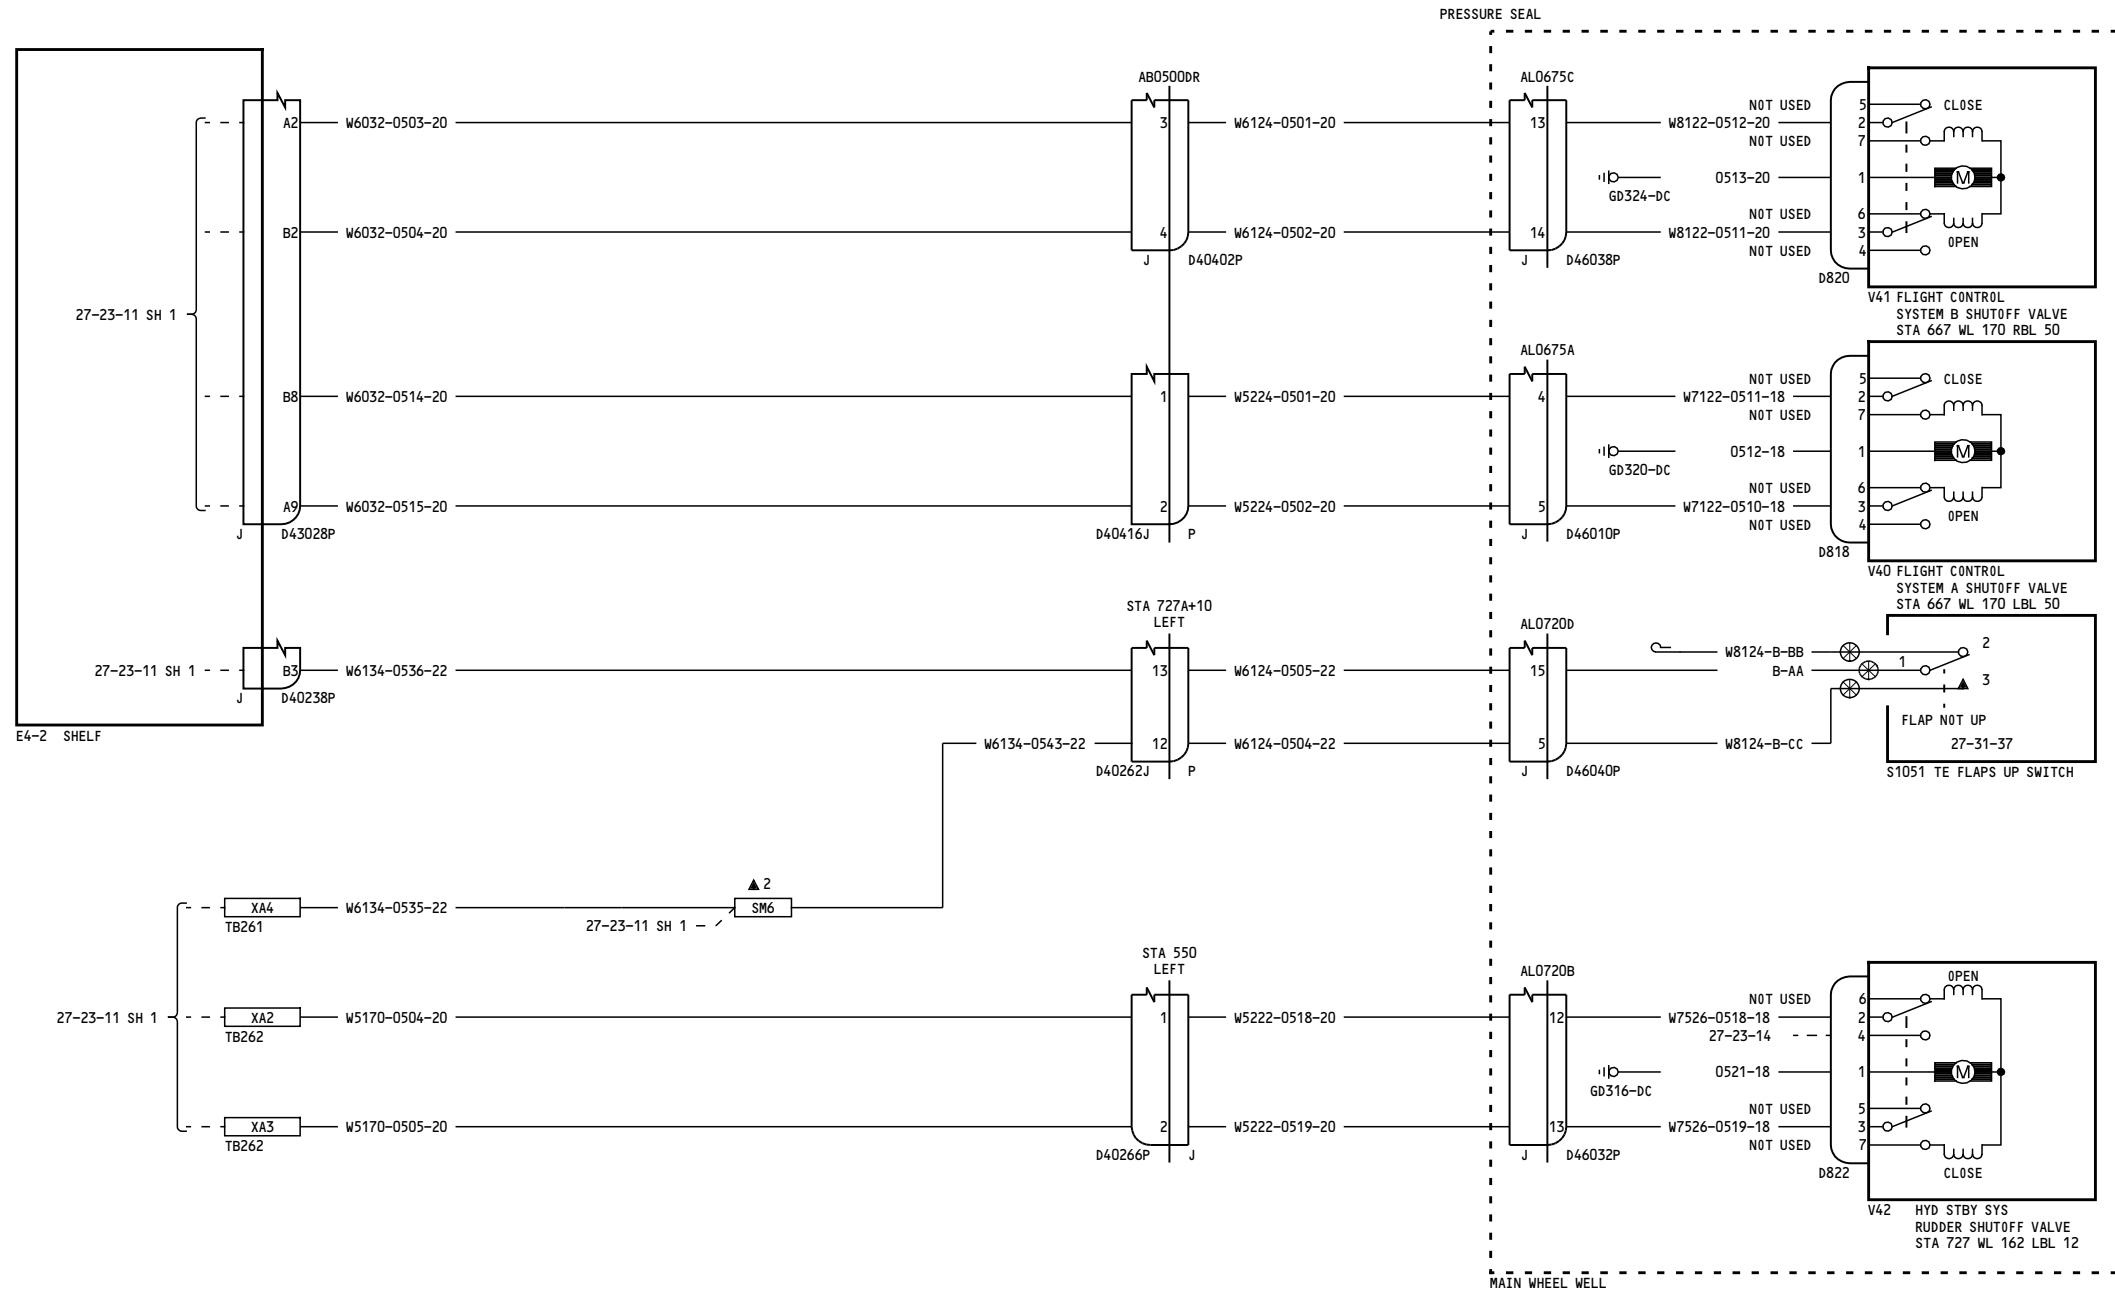 PRESSURE SEAL
AB0500DR
AL0675C
A2 W6032-0503-20 3 W6124-0501-20 13 W8122-0512-20 2
NOT USED 5 CLOSE
NOT USED 7
0513-20 1 M
GD324-DC
NOT USED 6
B2 W6032-0504-20 4 W6124-0502-20 14 W8122-0511-20 3
OPEN
NOT USED 4
J D40402P J D46038P
D820
V41 FLIGHT CONTROL
SYSTEM B SHUTOFF VALVE
STA 667 WL 170 RBL 50
27-23-11 SH 1
AL0675A
NOT USED 5 CLOSE
B8 W6032-0514-20 1 W5224-0501-20 4 W7122-0511-18 2
NOT USED 7
0512-18 1 M
GD320-DC
NOT USED 6
A9 W6032-0515-20 2 W5224-0502-20 5 W7122-0510-18 3
OPEN
NOT USED 4
J D43028P D40416J P J D46010P
D818
V40 FLIGHT CONTROL
SYSTEM A SHUTOFF VALVE
STA 667 WL 170 LBL 50
STA 727A+10
LEFT
AL0720D
W8124-B-BB 2
27-23-11 SH 1 B3 W6134-0536-22 13 W6124-0505-22 15 B-AA 1
3
J D40238P
FLAP NOT UP
E4-2 SHELF
W6134-0543-22 12 W6124-0504-22 5 W8124-B-CC
27-31-37
D40262J P J D46040P
S1051 TE FLAPS UP SWITCH
2
XA4 W6134-0535-22 SM6
TB261
27-23-11 SH 1
STA 550
LEFT
AL0720B
OPEN
NOT USED 6
27-23-11 SH 1 XA2 W5170-0504-20 1 W5222-0518-20 12 W7526-0518-18 2
TB262
27-23-14 4
0521-18 1 M
GD316-DC
NOT USED 5
XA3 W5170-0505-20 2 W5222-0519-20 13 W7526-0519-18 3
TB262
NOT USED 7
D40266P J J D46032P
D822
CLOSE
V42 HYD STBY SYS
RUDDER SHUTOFF VALVE
STA 727 WL 162 LBL 12
MAIN WHEEL WELL